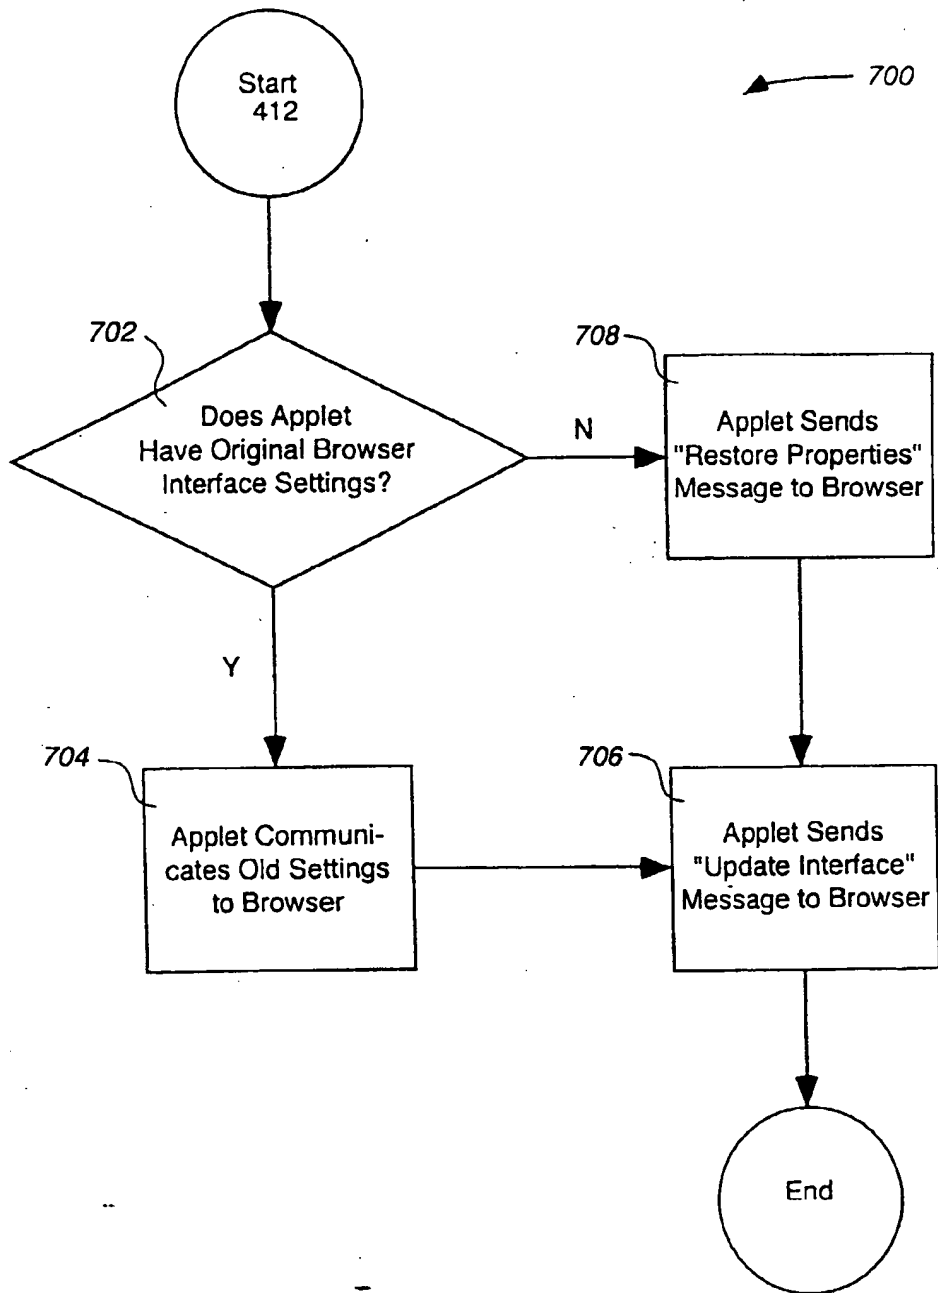 Start
412
700
702
Does Applet
Have Original Browser
Interface Settings?
N
708
Applet Sends
"Restore Properties"
Message to Browser
Y
704
Applet Communi-
cates Old Settings
to Browser
706
Applet Sends
"Update Interface"
Message to Browser
End